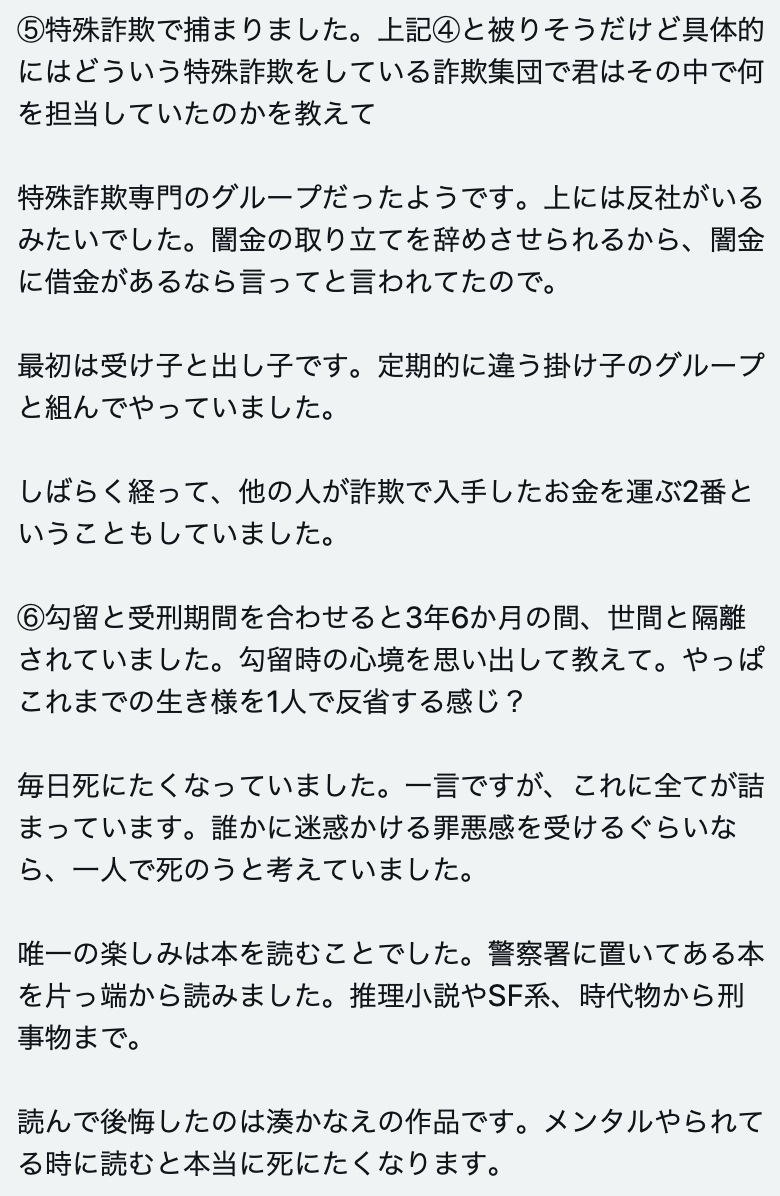 ⑤特殊詐欺で捕まりました。上記④と被りそうだけど具体的
にはどういう特殊詐欺をしている詐欺集団で君はその中で何
を担当していたのかを教えて
特殊詐欺専門のグループだったようです。上には反社がいる
みたいでした。闇金の取り立てを辞めさせられるから、闇金
に借金があるなら言ってと言われてたので。
最初は受け子と出し子です。定期的に違う掛け子のグループ
と組んでやっていました。
しばらく経って、他の人が詐欺で入手したお金を運ぶ2番と
いうこともしていました。
⑥勾留と受刑期間を合わせると3年6か月の間、世間と隔離
されていました。勾留時の心境を思い出して教えて。やっぱ
これまでの生き様を1人で反省する感じ？
毎日死にたくなっていました。一言ですが、これに全てが詰
まっています。誰かに迷惑かける罪悪感を受けるぐらいな
ら、一人で死のうと考えていました。
唯一の楽しみは本を読むことでした。警察署に置いてある本
を片っ端から読みました。推理小説やSF系、時代物から刑
事物まで。
読んで後悔したのは湊かなえの作品です。メンタルやられて
る時に読むと本当に死にたくなります。